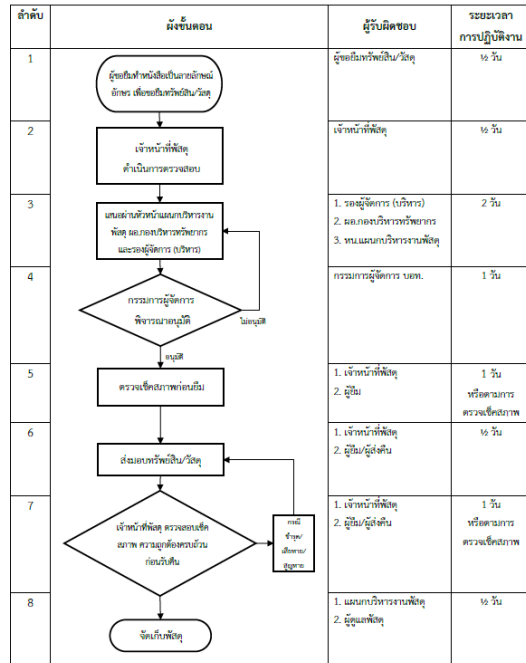 ลำดับ
ผังขั้นตอน
ผู้รับผิดชอบ
ระยะเวลา
การปฏิบัติงาน
1
ผู้ขอยืมทำหนังสือเป็นลายลักษณ์
อักษร เพื่อขอยืมทรัพย์สิน/วัสดุ
ผู้ขอยืมทรัพย์สิน/วัสดุ
½ วัน
2
เจ้าหน้าที่พัสดุ
ดำเนินการตรวจสอบ
เจ้าหน้าที่พัสดุ
½ วัน
3
เสนอผ่านหัวหน้าแผนกบริหารงาน
พัสดุ ผอ.กองบริหารทรัพยากร
และรองผู้จัดการ (บริหาร)
1. รองผู้จัดการ (บริหาร)
2. ผอ.กองบริหารทรัพยากร
3. หน.แผนกบริหารงานพัสดุ
2 วัน
4
กรรมการผู้จัดการ
พิจารณาอนุมัติ
ไม่อนุมัติ
อนุมัติ
กรรมการผู้จัดการ บอท.
1 วัน
5
ตรวจเช็คสภาพก่อนยืม
1. เจ้าหน้าที่พัสดุ
2. ผู้ยืม
1 วัน
หรือตามการ
ตรวจเช็คสภาพ
6
ส่งมอบทรัพย์สิน/วัสดุ
1. เจ้าหน้าที่พัสดุ
2. ผู้ยืม/ผู้ส่งคืน
½ วัน
7
เจ้าหน้าที่พัสดุ ตรวจสอบเช็ค
สภาพ ความถูกต้องครบถ้วน
ก่อนรับคืน
กรณี
ชำรุด/
เสียหาย/
สูญหาย
1. เจ้าหน้าที่พัสดุ
2. ผู้ยืม/ผู้ส่งคืน
1 วัน
หรือตามการ
ตรวจเช็คสภาพ
8
จัดเก็บพัสดุ
1. แผนกบริหารงานพัสดุ
2. ผู้ดูแลพัสดุ
½ วัน